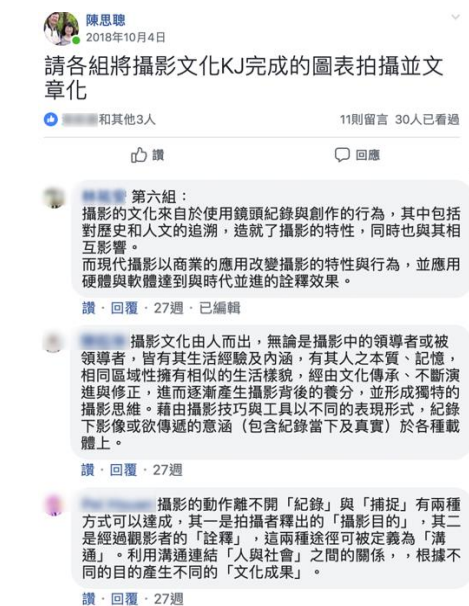 陳思聰
2018年10月4日
請各組將攝影文化KJ完成的圖表拍攝並文
章化
和其他3人
11則留言 30人已看過
讚
回應
第六組：
攝影的文化來自於使用鏡頭紀錄與創作的行為，其中包括
對歷史和人文的追溯，造就了攝影的特性，同時也與其相
互影響。
而現代攝影以商業的應用改變攝影的特性與行為，並應用
硬體與軟體達到與時代並進的詮釋效果。
讚·回覆·27週·已編輯
攝影文化由人而出，無論是攝影中的領導者或被
領導者，皆有其生活經驗及內涵，有其人之本質、記憶，
相同區域性擁有相似的生活樣貌，經由文化傳承、不斷演
進與修正，進而逐漸產生攝影背後的養分，並形成獨特的
攝影思維。藉由攝影技巧與工具以不同的表現形式，紀錄
下影像或欲傳遞的意涵（包含紀錄當下及真實）於各種載
體上。
讚·回覆·27週
攝影的動作離不開「紀錄」與「捕捉」有兩種
方式可以達成，其一是拍攝者釋出的「攝影目的」，其二
是經過觀影者的「詮釋」，這兩種途徑可被定義為「溝
通」。利用溝通連結「人與社會」之間的關係，，根據不
同的目的產生不同的「文化成果」。
讚·回覆·27週